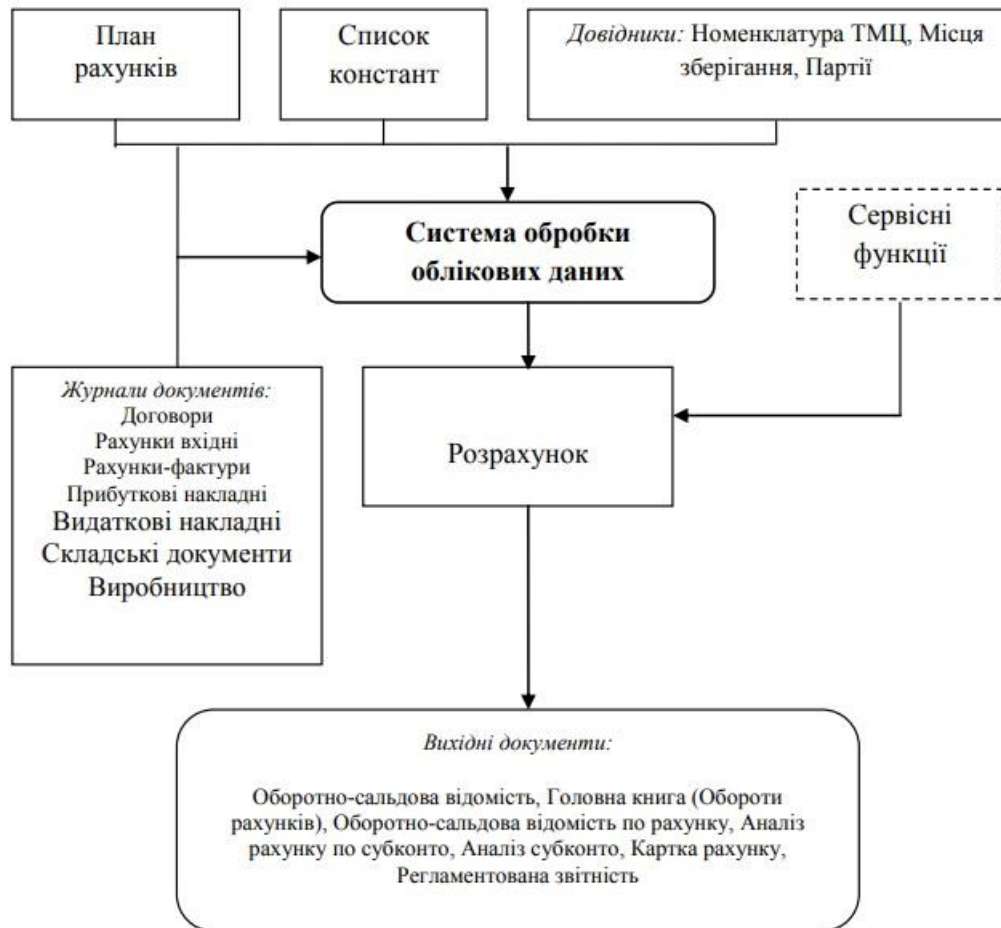 План
рахунків
Список
констант
Довідники: Номенклатура ТМЦ, Місця
зберігання, Партії
Система обробки
облікових даних
Сервісні
функції
Журнали документів:
Договори
Рахунки вхідні
Рахунки-фактури
Прибуткові накладні
Видаткові накладні
Складські документи
Виробництво
Розрахунок
Вихідні документи:
Оборотно-сальдова відомість, Головна книга (Обороти
рахунків), Оборотно-сальдова відомість по рахунку, Аналіз
рахунку по субконто, Аналіз субконто, Картка рахунку,
Регламентована звітність